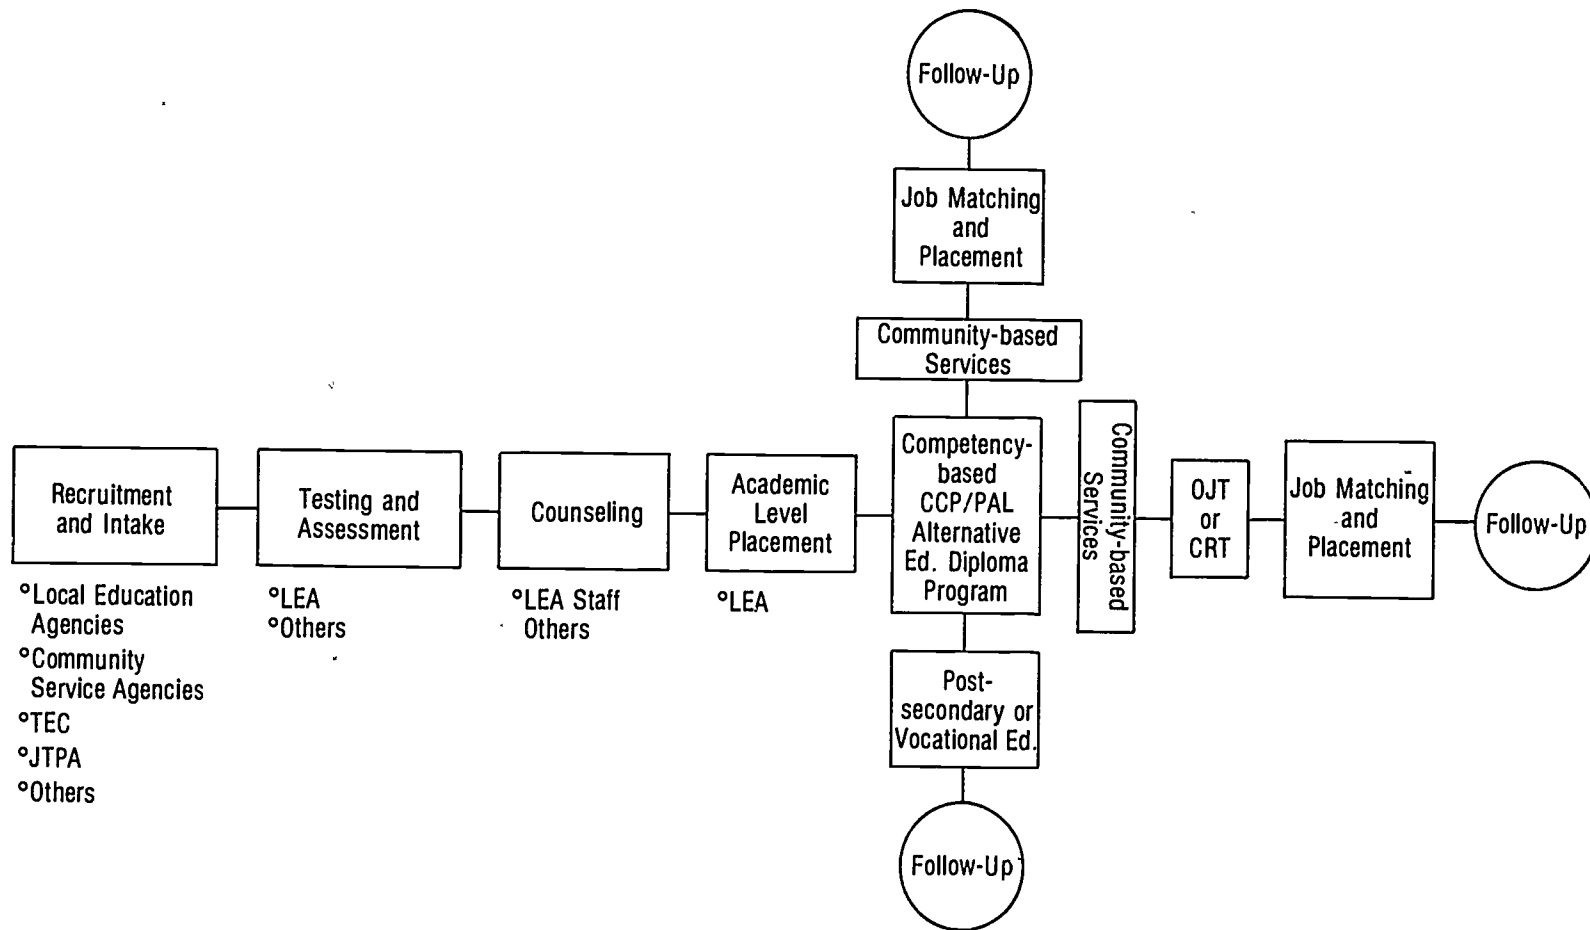 Follow-Up
Job Matching
and
Placement
Community-based
Services
Recruitment
and Intake
°Local Education
Agencies
°Community
Service Agencies
°TEC
°JTPA
°Others
Testing and
Assessment
°LEA
°Others
Counseling
°LEA Staff
Others
Academic
Level
Placement
°LEA
Competency-
based
CCP/PAL
Alternative
Ed. Diploma
Program
Community-based
Services
OJT
or
CRT
Job Matching
and
Placement
Follow-Up
Post-
secondary or
Vocational Ed.
Follow-Up